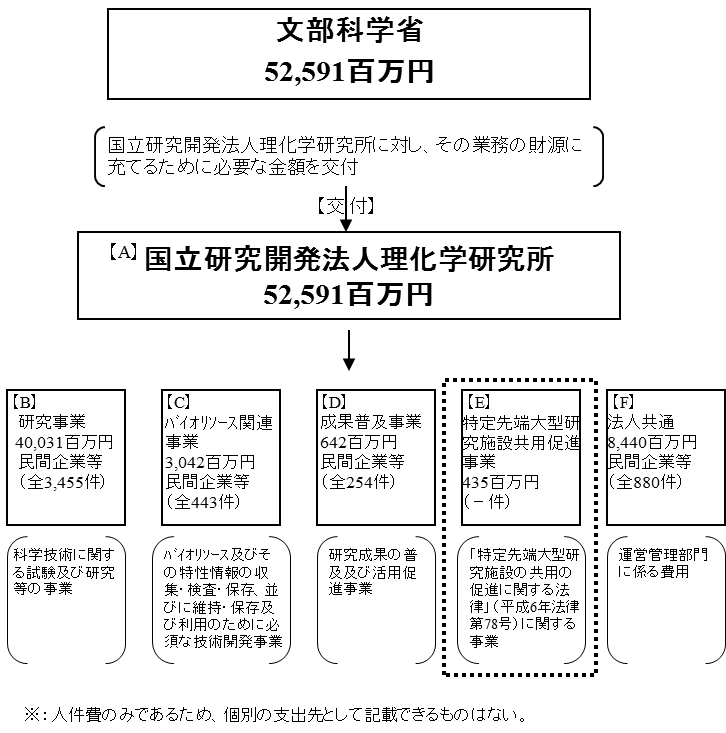 文部科学省
52,591百万円
国立研究開発法人理化学研究所に対し、その業務の財源に
充てるために必要な金額を交付
【交付】
【A】国立研究開発法人理化学研究所
52,591百万円
【B】
研究事業
40,031百万円
民間企業等
（全3,455件）
【C】
ﾊﾞｲｵﾘｿｰｽ関連
事業
3,042百万円
民間企業等
（全443件）
【D】
成果普及事業
642百万円
民間企業等
（全254件）
【E】
特定先端大型
研究施設共用促進
事業
435百万円
（－件）
【F】
法人共通
8,440百万円
民間企業等
（全880件）
科学技術に関す
る試験及び研究
等の事業
ﾊﾞｲｵﾘｿｰｽ及びそ
の特性情報の収
集・検査・保存、並
びに維持・保存及
び利用のために必
須な技術開発事業
研究成果の普
及及び活用促
進事業
「特定先端大型研
究施設の共用の
促進に関する法
律」（平成6年法律
第78号）に関する
事業
運営管理部門
に係る費用
※：人件費のみであるため、個別の支出先として記載できるものはない。